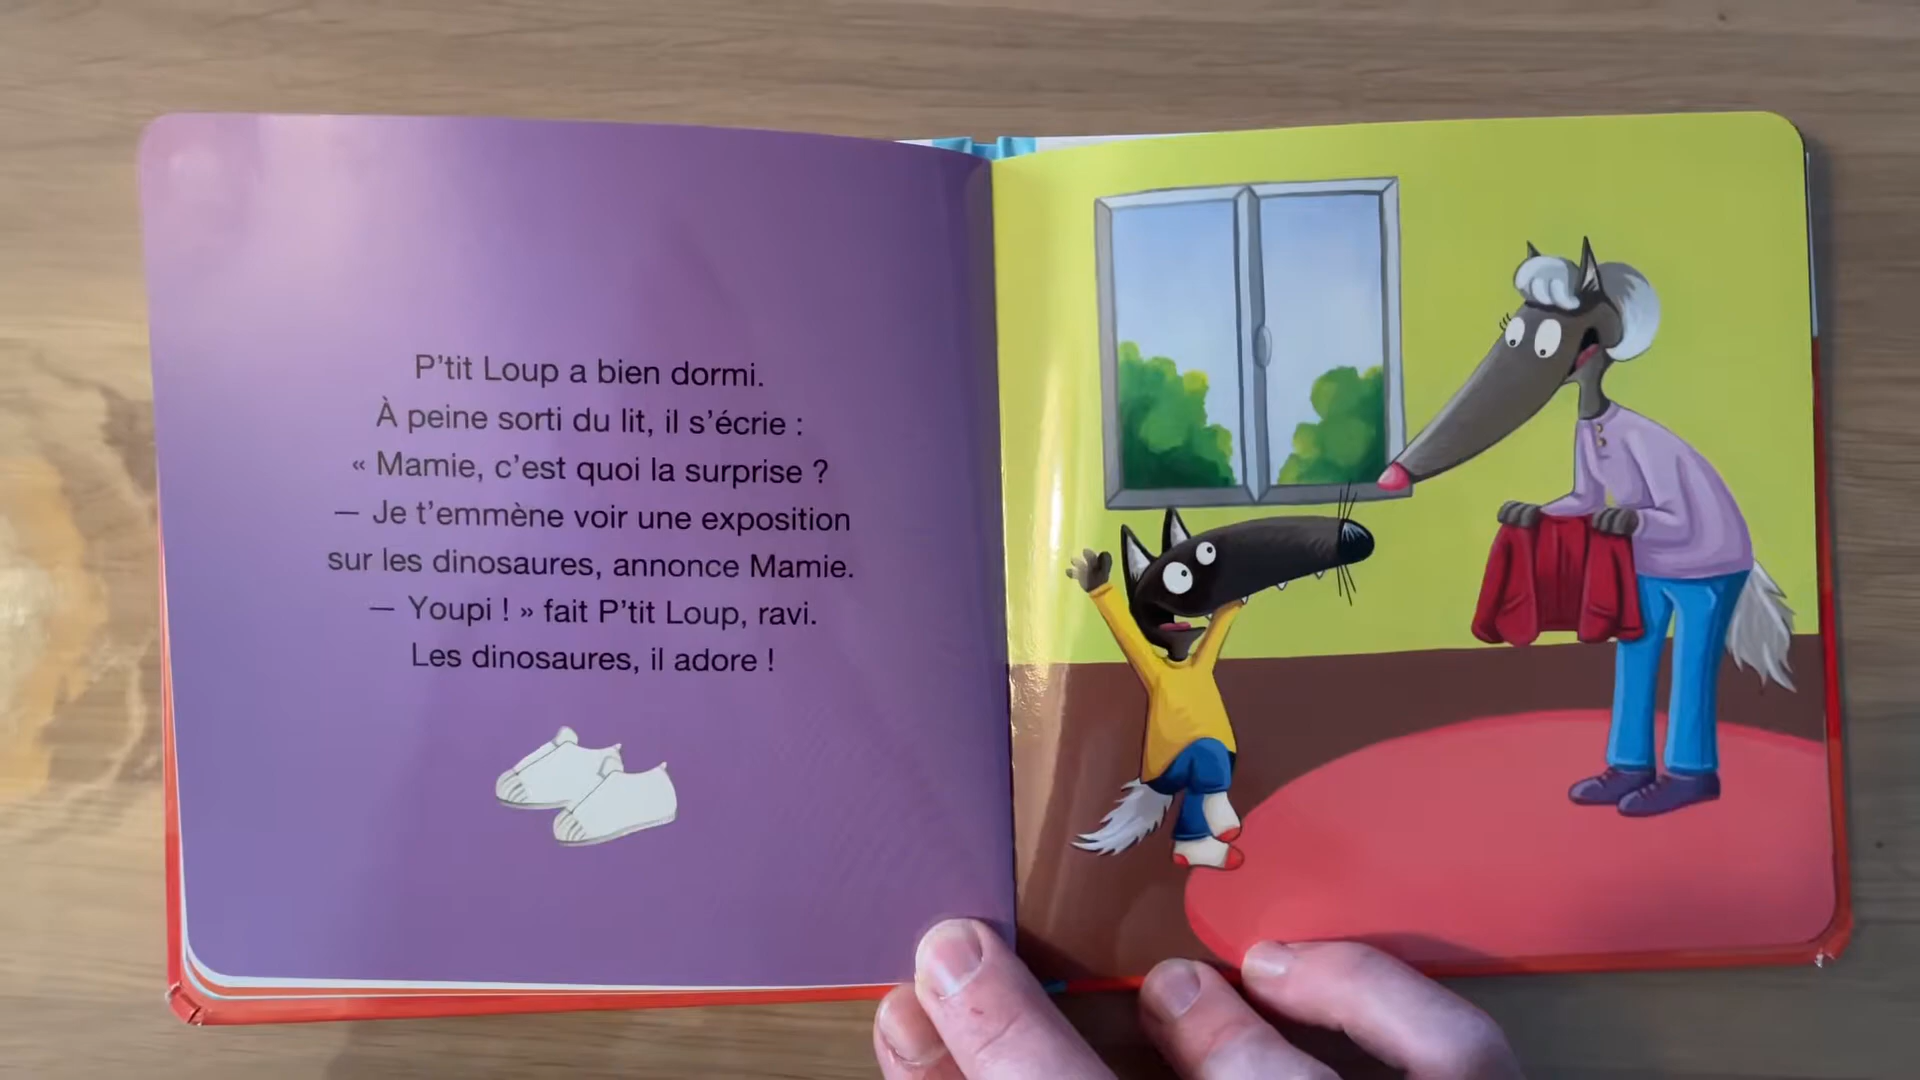 P'tit Loup a bien dormi.
À peine sorti du lit, il s'écrie :
« Mamie, c'est quoi la surprise ?
– Je t'emmène voir une exposition
sur les dinosaures, annonce Mamie.
– Youpi ! » fait P'tit Loup, ravi.
Les dinosaures, il adore !